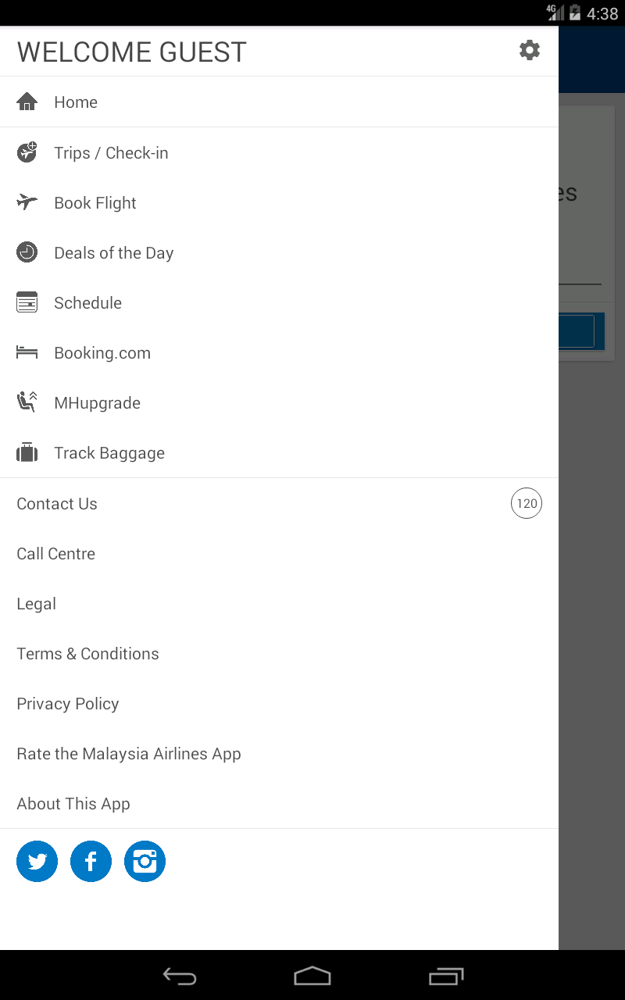 4G 4:38
WELCOME GUEST
Home
Trips / Check-in
es
Book Flight
Deals of the Day
Schedule
Booking.com
MHupgrade
Track Baggage
Contact Us 120
Call Centre
Legal
Terms & Conditions
Privacy Policy
Rate the Malaysia Airlines App
About This App